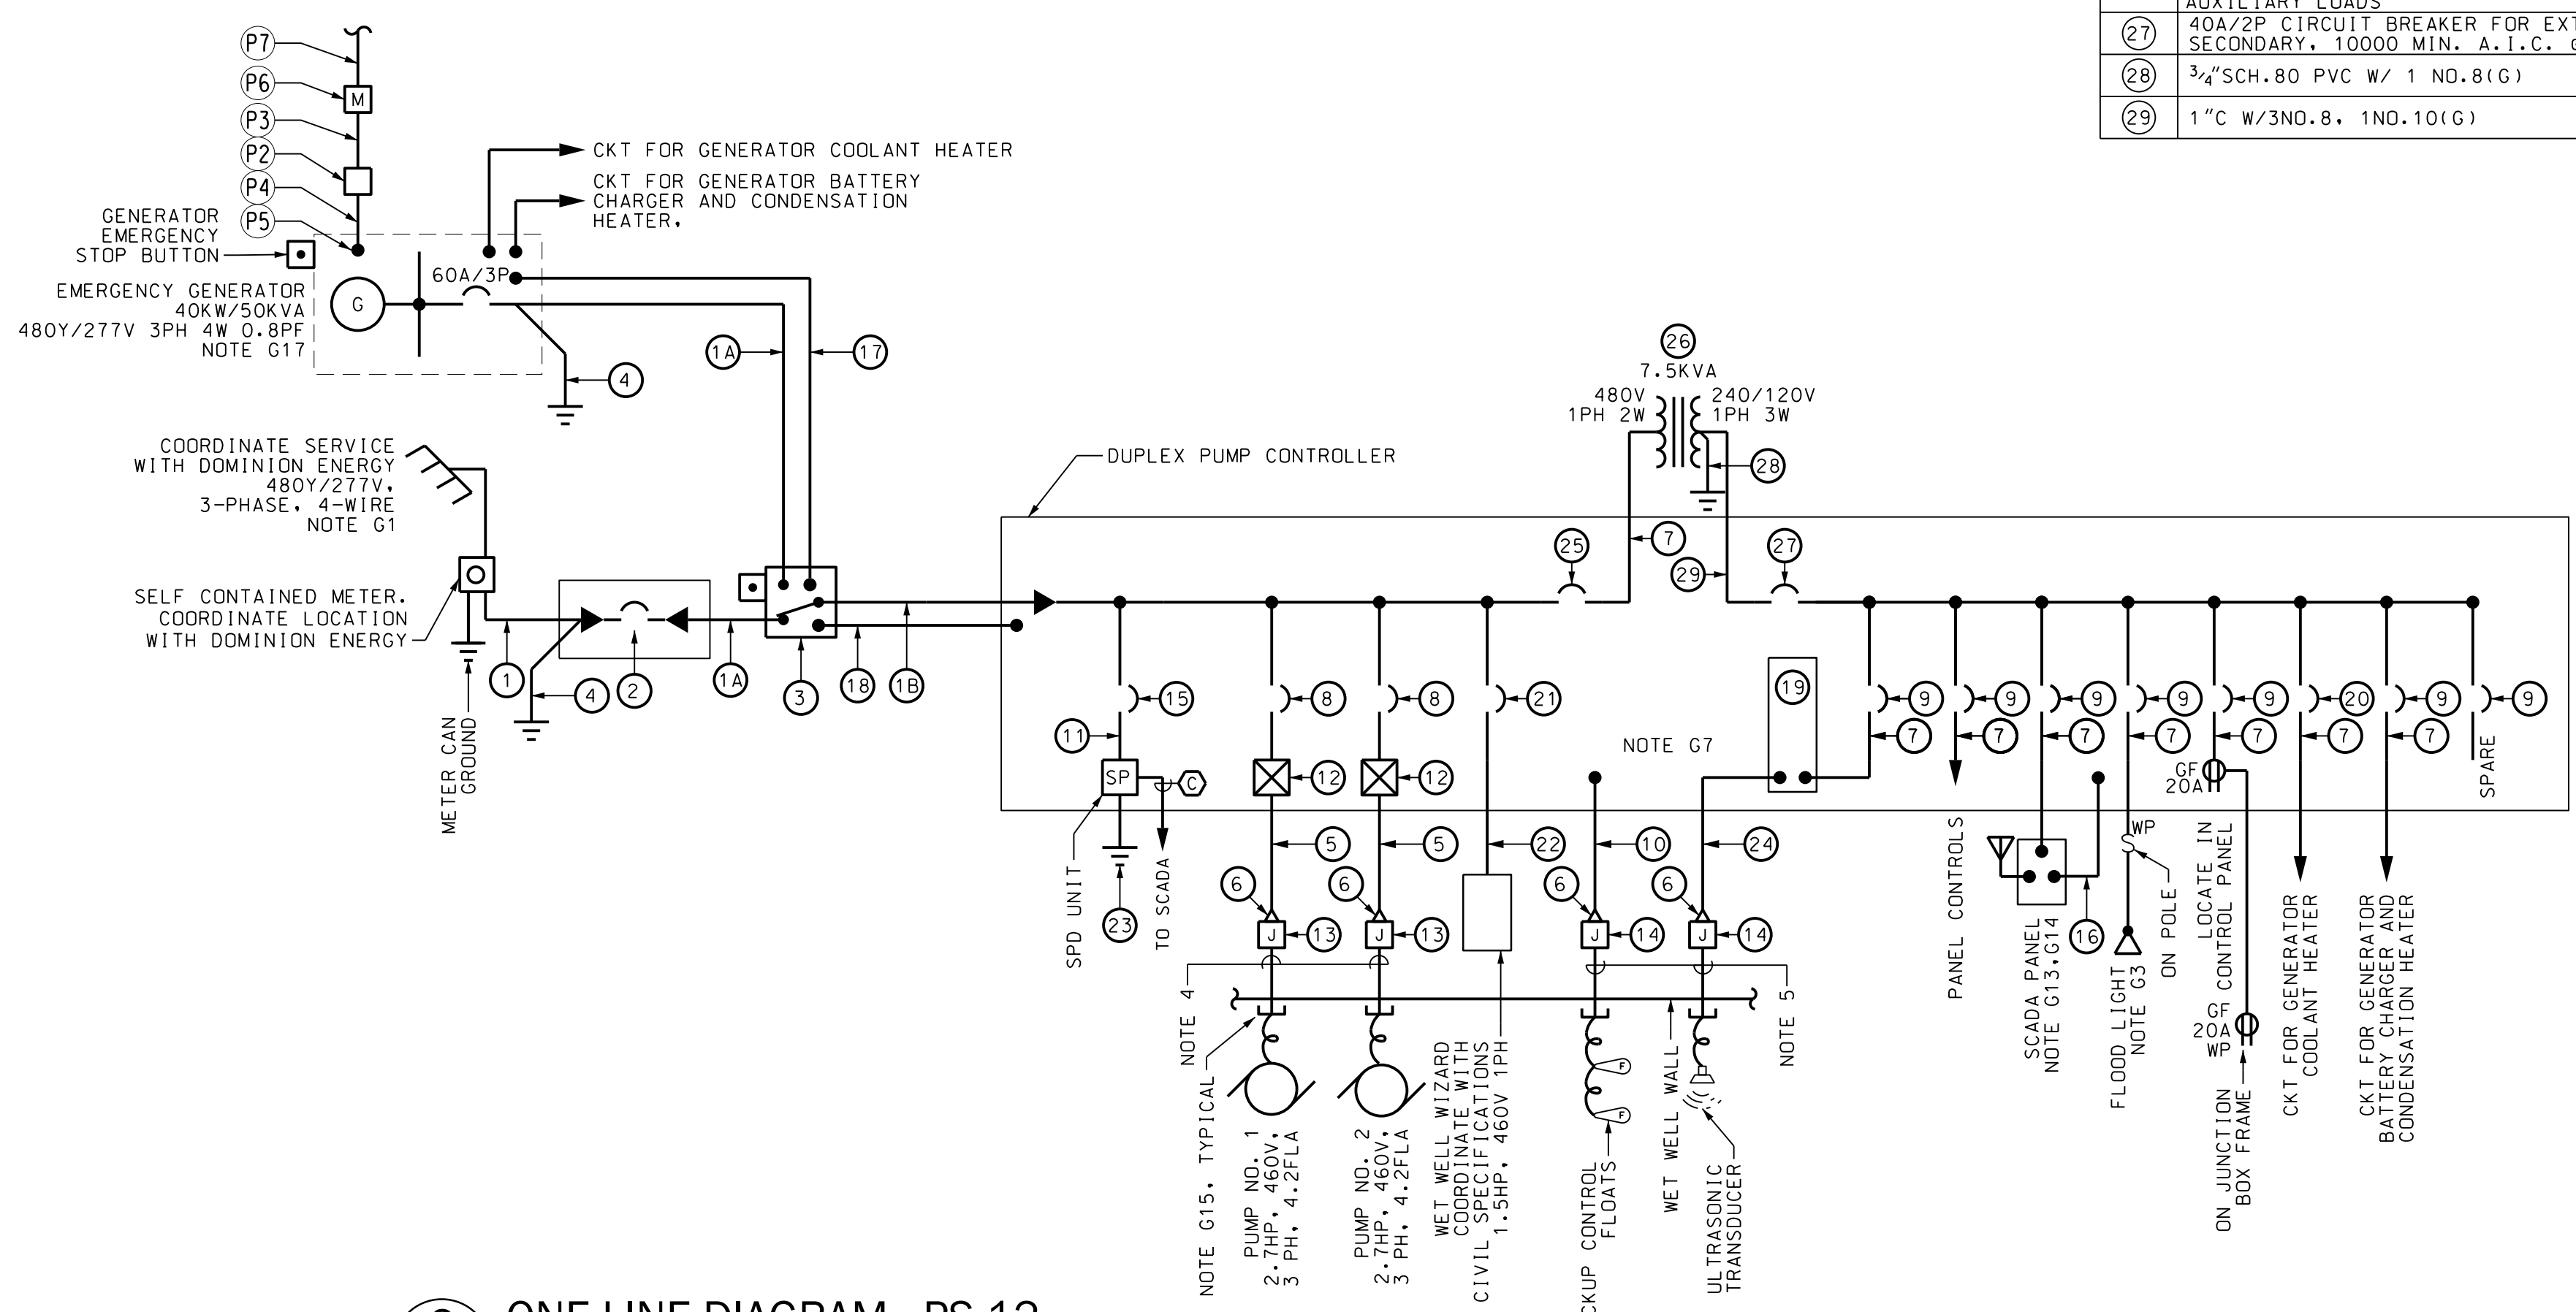 AUXILIARY LOADS
27
40A/2P CIRCUIT BREAKER FOR
SECONDARY, 10000 MIN. A.I.C.
28
3/4"SCH.80 PVC W/ 1 NO.8(G)
29
1"C W/3NO.8, 1NO.10(G)
P7
P6
M
P3
P2
P4
P5
CKT FOR GENERATOR COOLANT HEATER
CKT FOR GENERATOR BATTERY
CHARGER AND CONDENSATION
HEATER.
GENERATOR
EMERGENCY
STOP BUTTON
60A/3P
G
EMERGENCY GENERATOR
40KW/50KVA
480Y/277V 3PH 4W 0.8PF
NOTE G17
1A
17
4
26
7.5KVA
480V
1PH 2W
240/120V
1PH 3W
28
COORDINATE SERVICE
WITH DOMINION ENERGY
480Y/277V,
3-PHASE, 4-WIRE
NOTE G1
DUPLEX PUMP CONTROLLER
25
7
29
27
SELF CONTAINED METER.
COORDINATE LOCATION
WITH DOMINION ENERGY
1
4
2
1A
3
18
1B
METER CAN
GROUND
15
8
8
21
19
9
9
9
9
9
20
9
9
11
NOTE G7
7
7
7
7
7
7
7
SP
C
12
12
GF
20A
SPARE
5
5
22
10
24
WP
6
6
6
6
J
13
J
13
J
14
J
14
23
SPD UNIT
TO SCADA
16
NOTE 4
NOTE 5
NOTE G15, TYPICAL
PUMP NO. 1
2.7HP, 460V,
3 PH, 4.2FLA
PUMP NO. 2
2.7HP, 460V,
3 PH, 4.2FLA
WET WELL WIZARD
COORDINATE WITH
CIVIL SPECIFICATIONS
1.5HP, 460V 1PH
F
F
CONTROL
FLOATS
WET WELL WALL
ULTRASONIC
TRANSDUCER
PANEL CONTROLS
SCADA PANEL
NOTE G13,G14
FLOOD LIGHT
NOTE G3
ON POLE
LOCATE IN
CONTROL PANEL
GF
20A
WP
ON JUNCTION
BOX FRAME
CKT FOR GENERATOR
COOLANT HEATER
CKT FOR GENERATOR
BATTERY CHARGER AND
CONDENSATION HEATER
ONE LINE DIAGRAM - PS 12